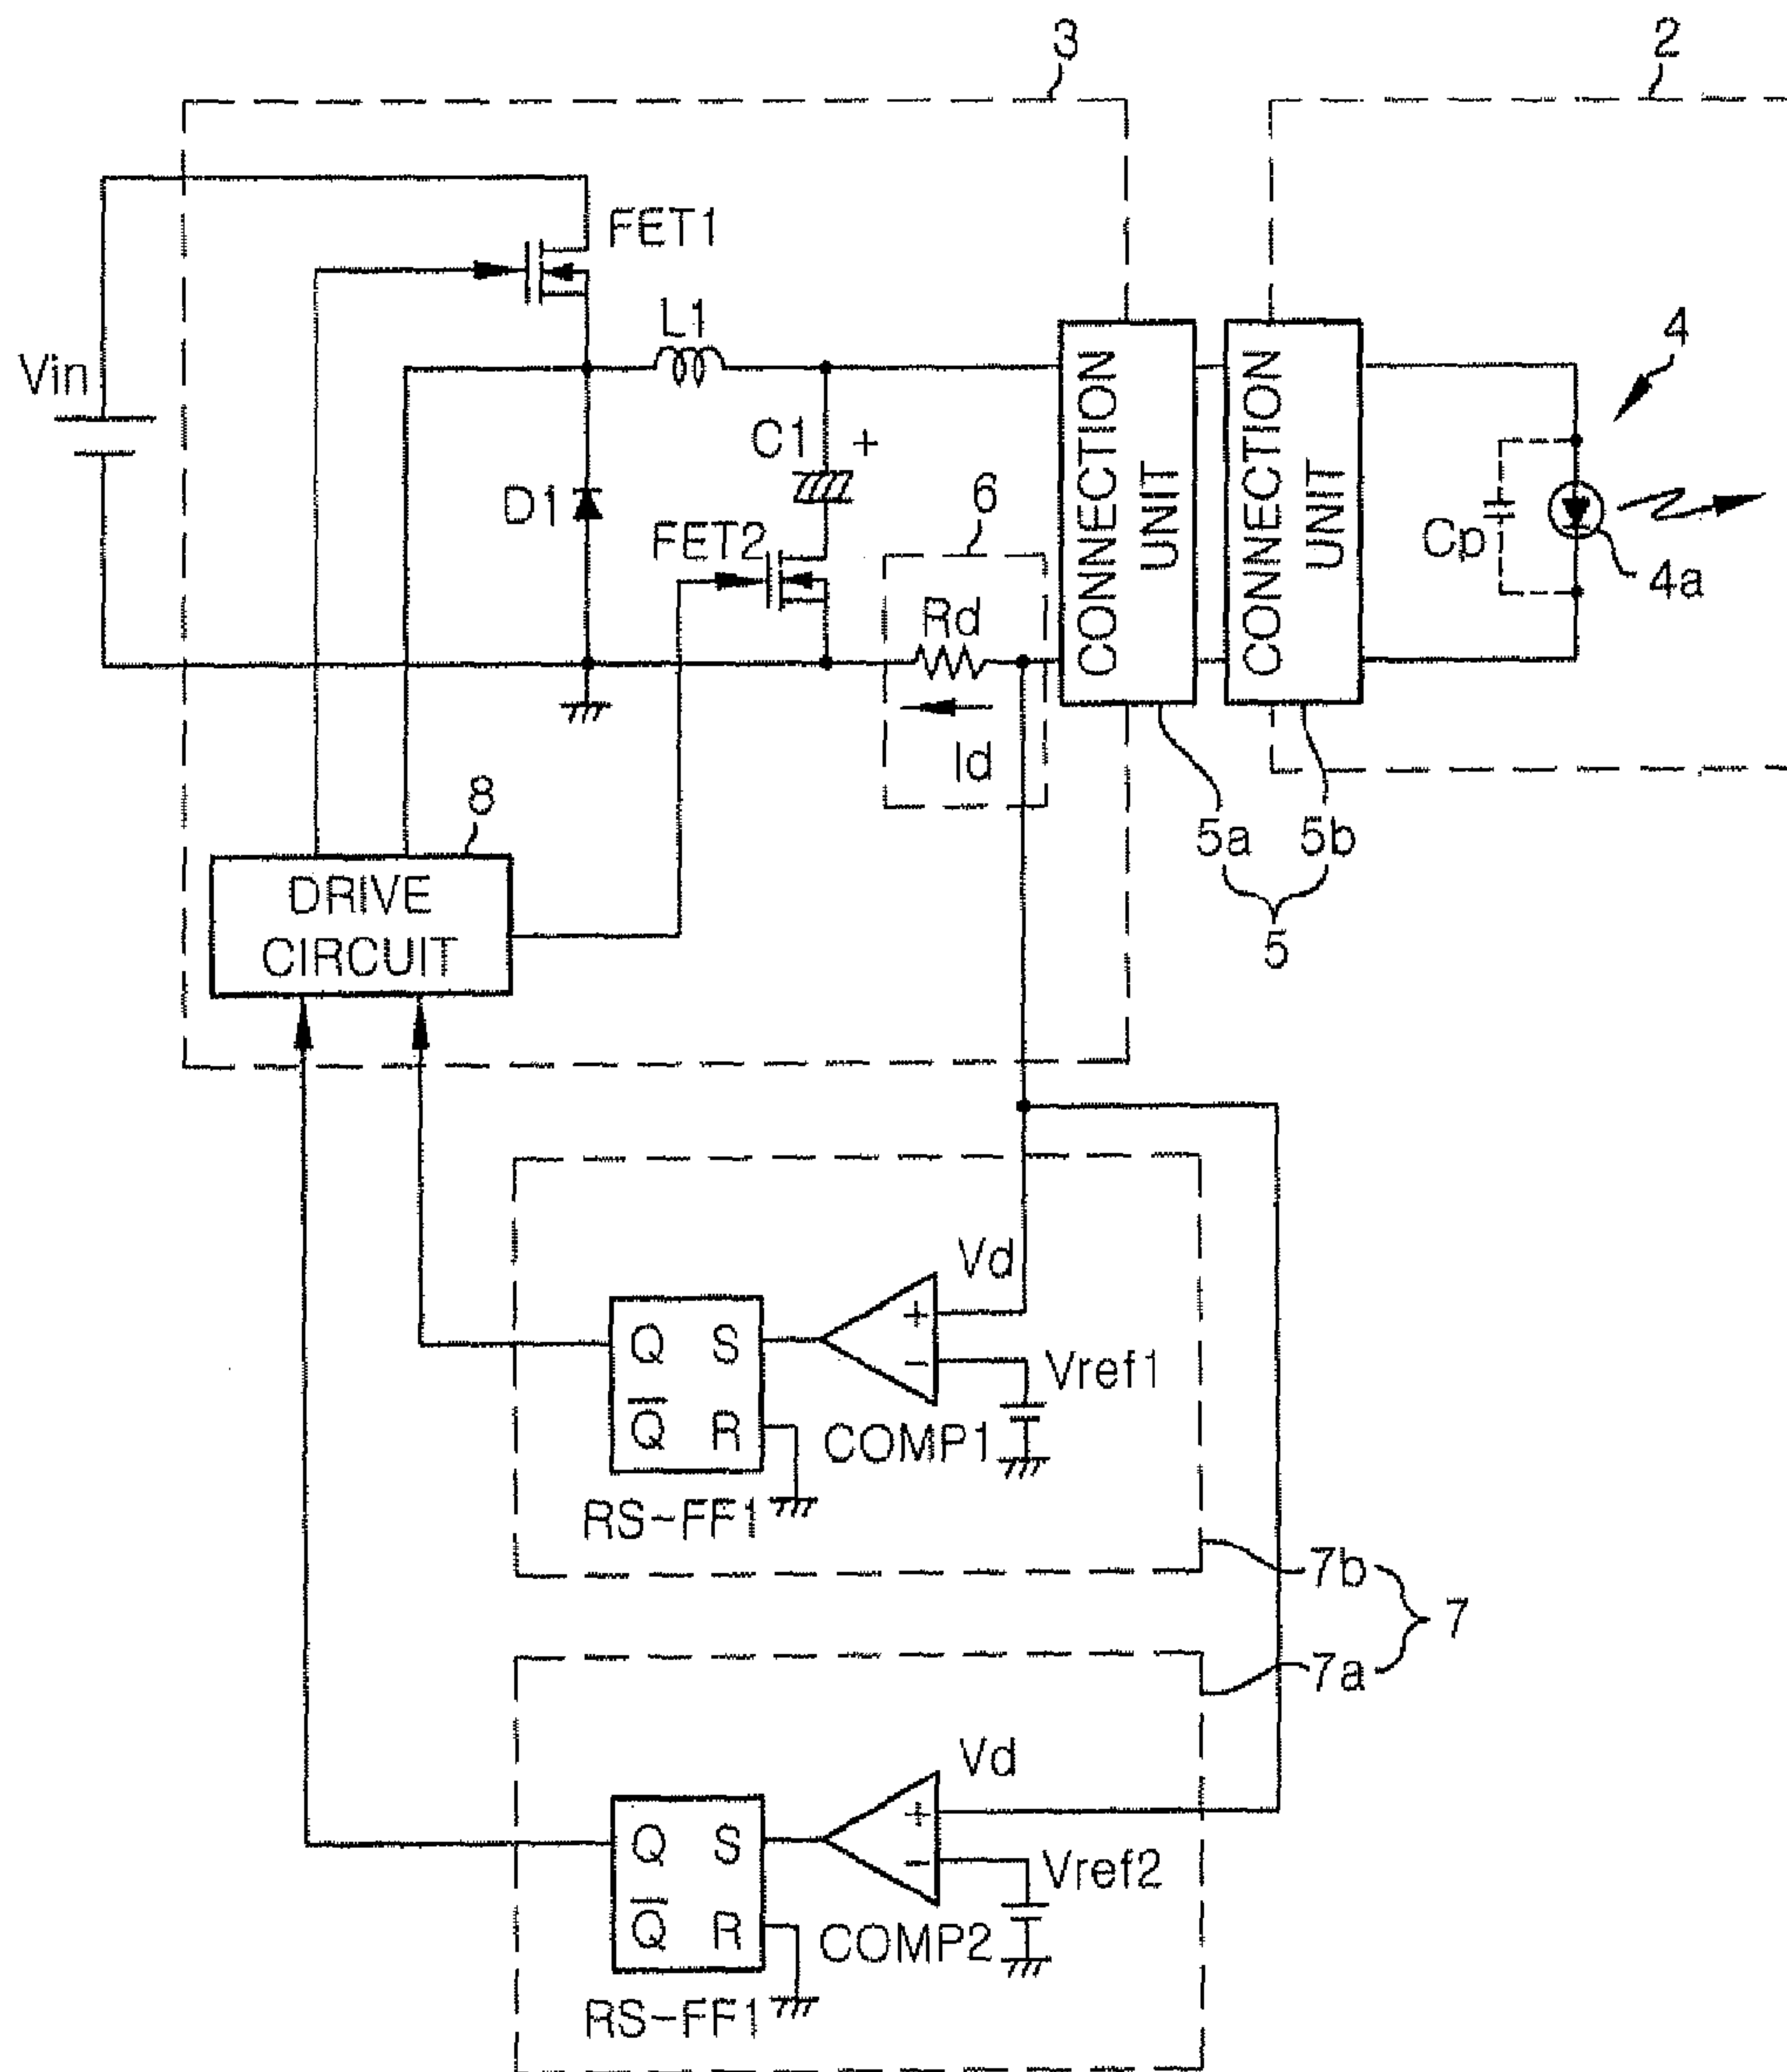 3
2
FET1
L1
Vin
4
C1 +
CONNECTION
UNIT
CONNECTION
UNIT
6
D1
FET2
Cp
4a
Rd
Id
8
5a
5b
5
DRIVE
CIRCUIT
Vd
+
Q
S
−
Vref1
Q
R
COMP1
RS-FF1
7b
7
7a
Vd
+
Q
S
−
Vref2
Q
R
COMP2
RS-FF1